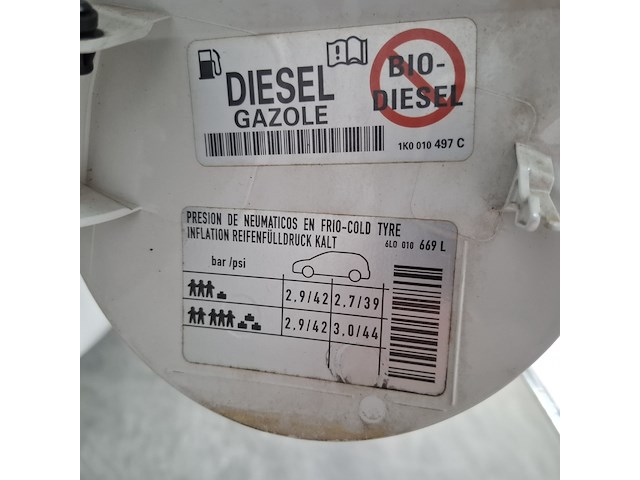 DIESEL
GAZOLE
BIO-
DIESEL
1K0 010 497 C
PRESION DE NEUMATICOS EN FRIO-COLD TYRE
INFLATION REIFENFÜLLDRUCK KALT
6L0 010 669 L
bar/psi
2.9/42 2.7/39
2.9/42 3.0/44